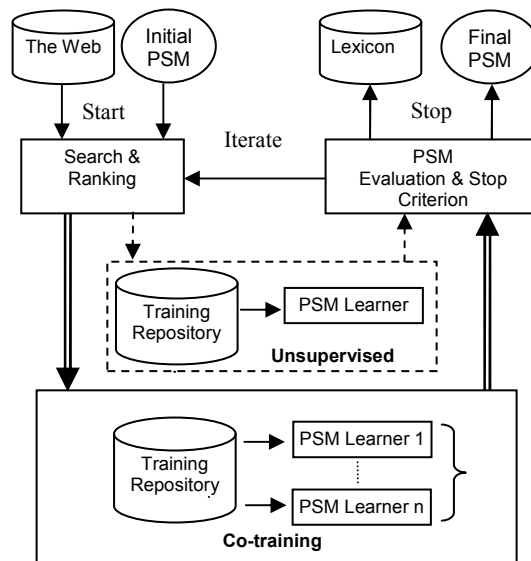 The Web
Initial
PSM
Lexicon
Final
PSM
Start
Stop
Iterate
Search &
Ranking
PSM
Evaluation & Stop
Criterion
Training
Repository
PSM Learner
Unsupervised
Training
Repository
PSM Learner 1
PSM Learner n
Co-training